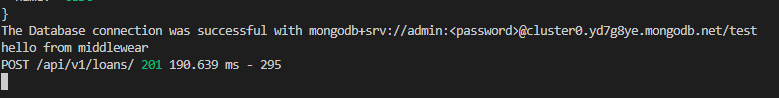 }
The Database connection was successful with mongodb+srv://admin:<password>@cluster0.yd7g8ye.mongodb.net/test
hello from middlewear
POST /api/v1/loans/ 201 190.639 ms - 295